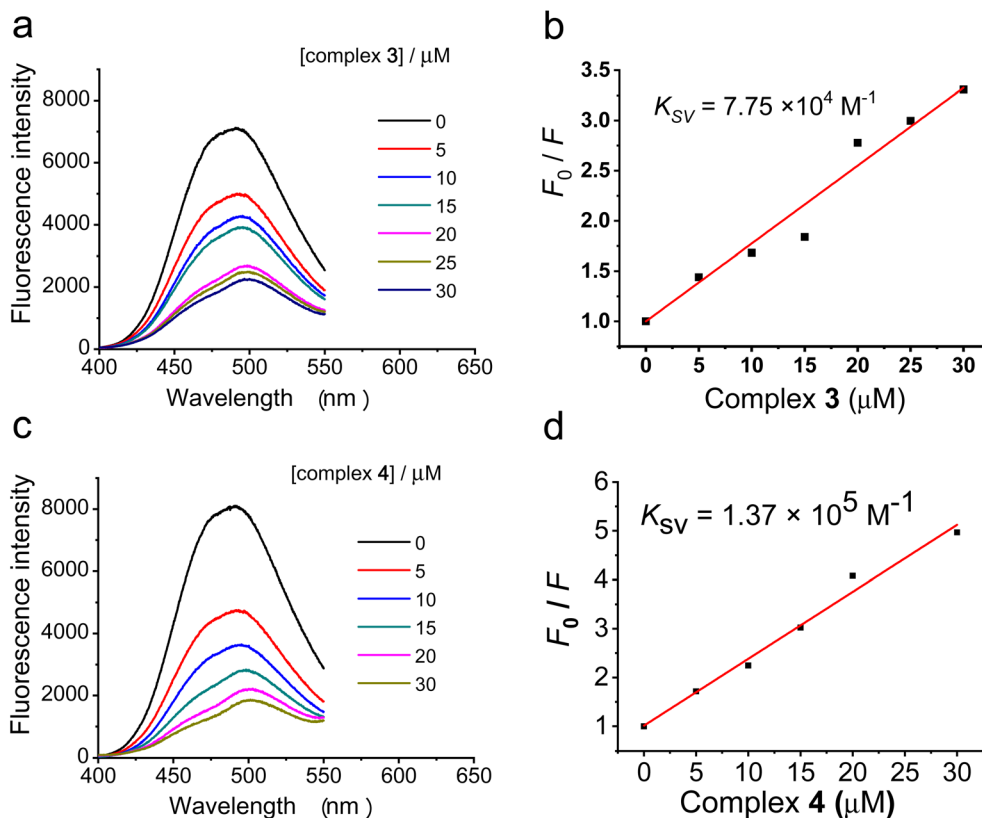 a
[complex 3] / μM
Fluorescence intensity
8000
6000
4000
2000
0
0
5
10
15
20
25
30
400 450 500 550 600 650
Wavelength (nm )
b
K_SV = 7.75 ×10⁴ M⁻¹
F₀ / F
3.5
3.0
2.5
2.0
1.5
1.0
0 5 10 15 20 25 30
Complex 3 (μM)
c
[complex 4] / μM
Fluorescence intensity
8000
6000
4000
2000
0
0
5
10
15
20
30
400 450 500 550 600 650
Wavelength (nm )
d
K_SV = 1.37 × 10⁵ M⁻¹
F₀ / F
6
5
4
3
2
1
0 5 10 15 20 25 30
Complex 4 (μM)